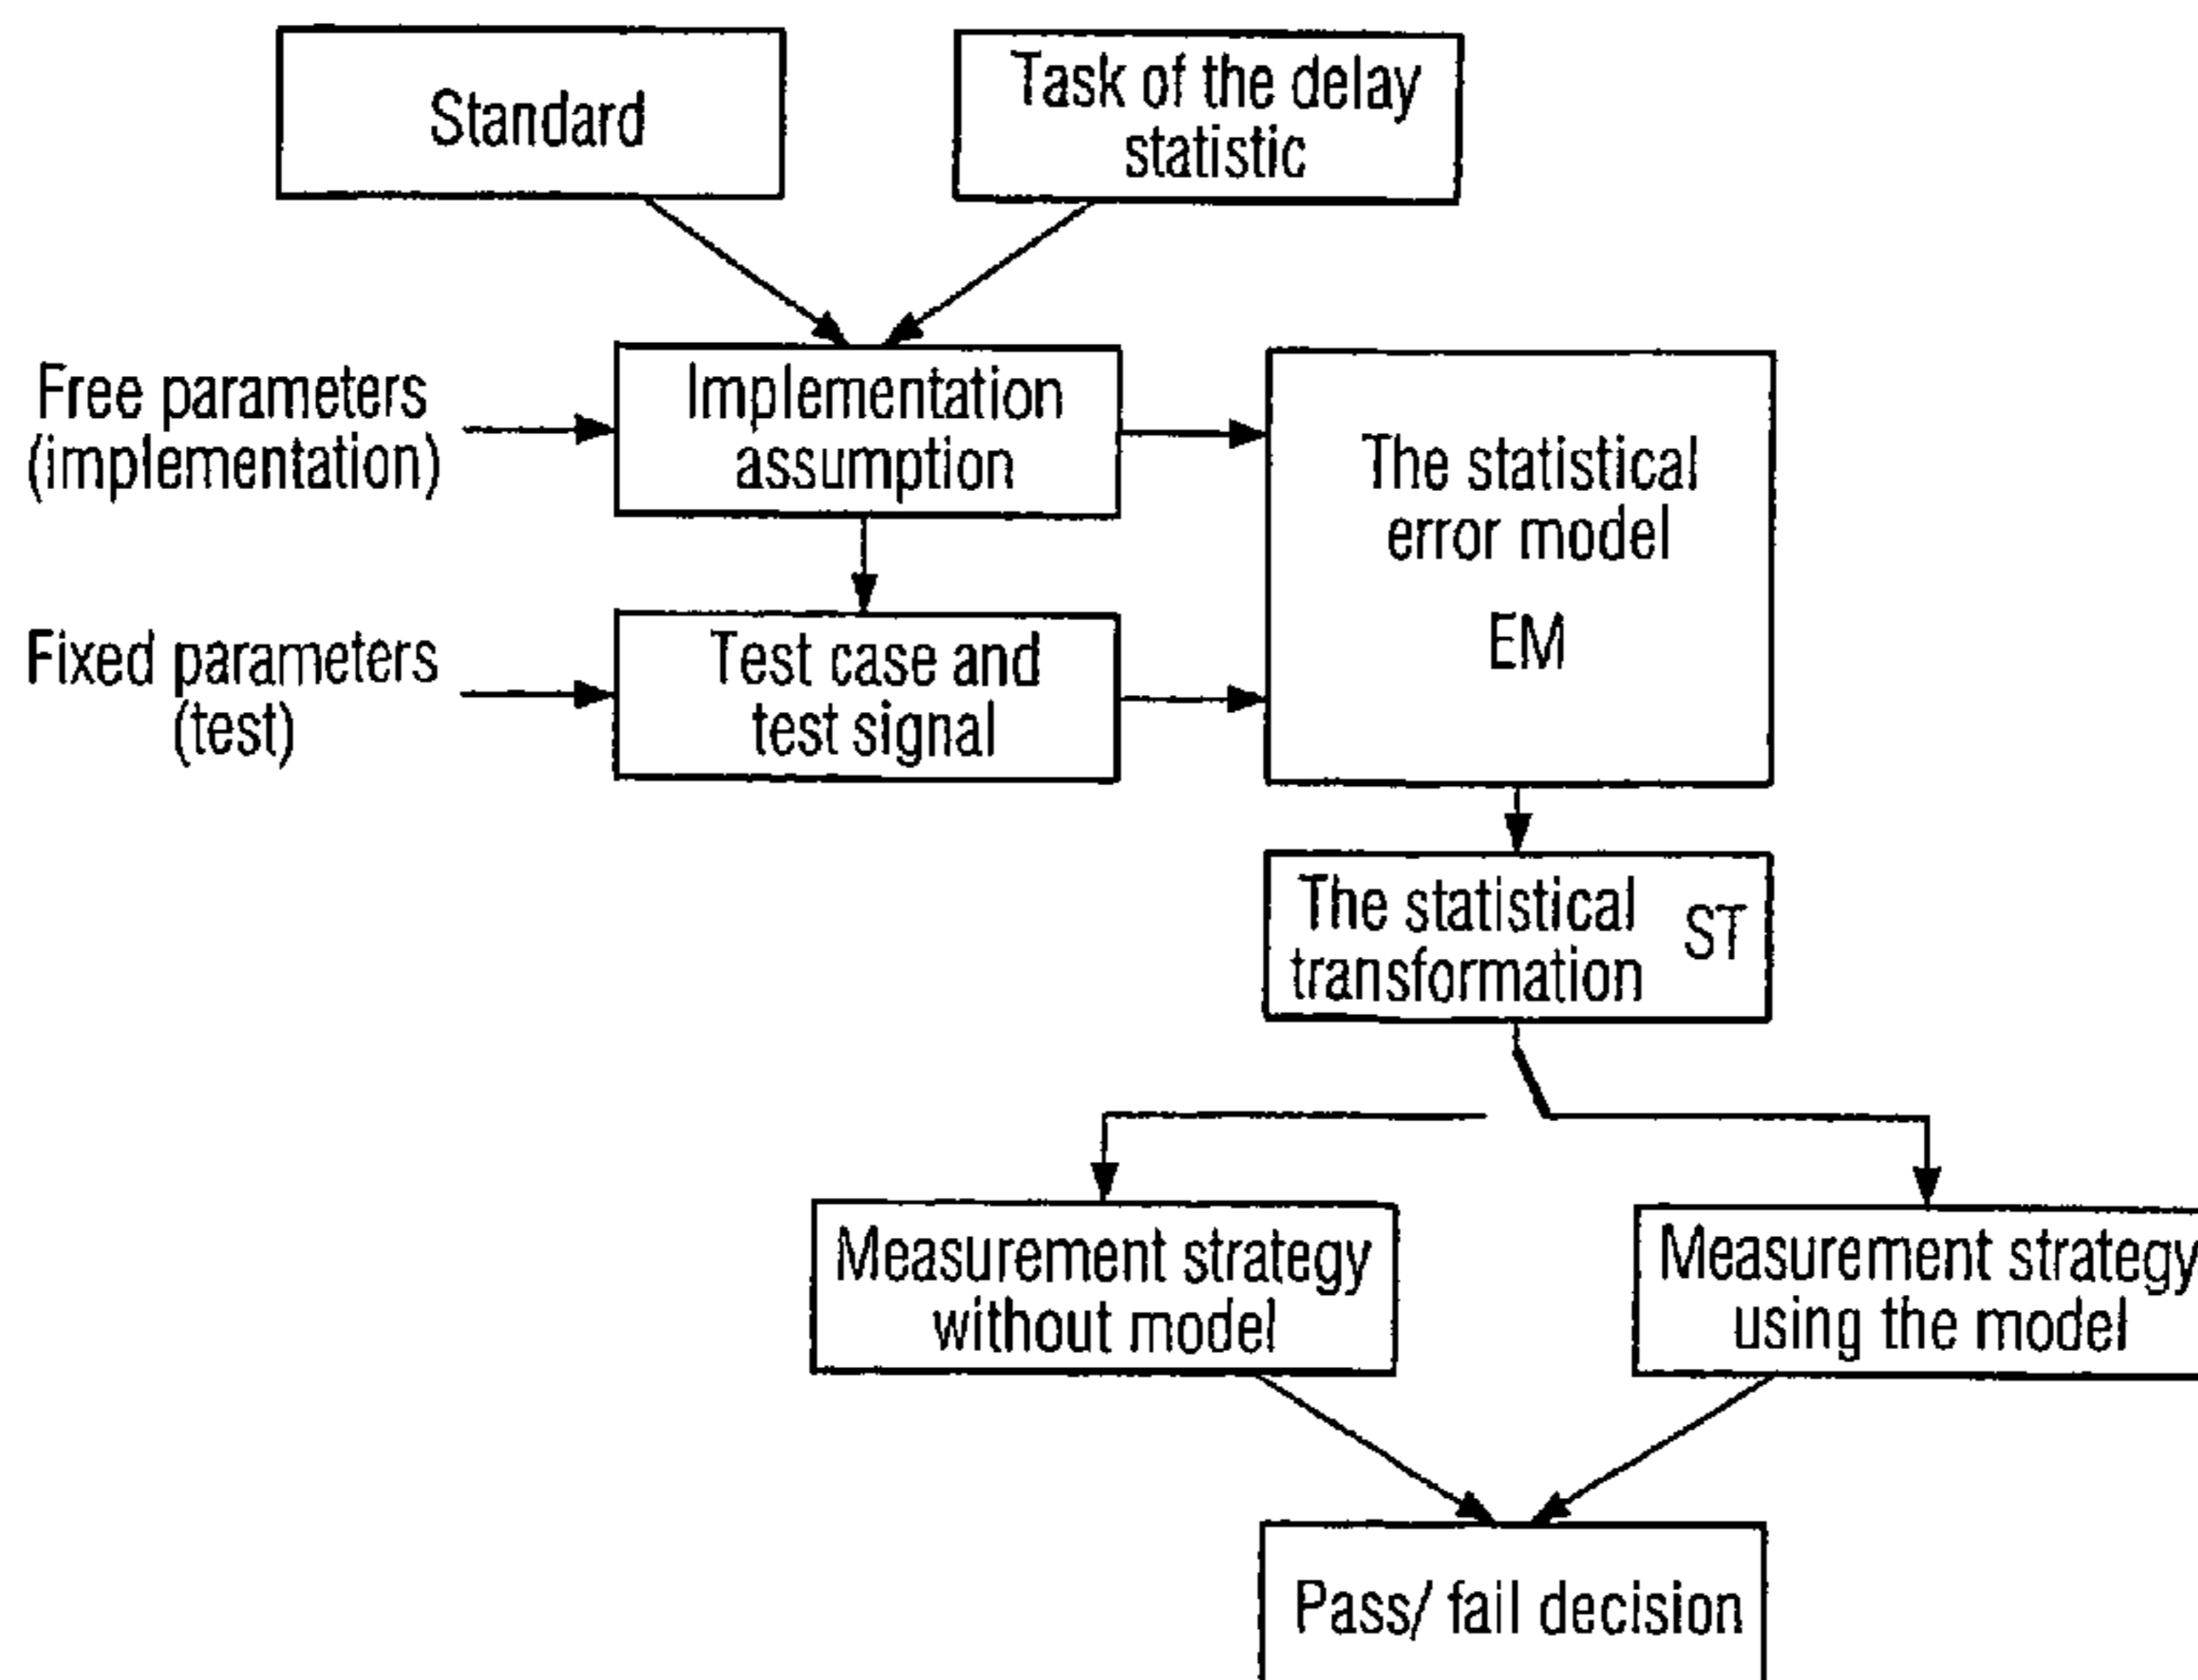 Standard
Task of the delay
statistic
Free parameters
(implementation)
Implementation
assumption
The statistical
error model
EM
Fixed parameters
(test)
Test case and
test signal
The statistical
transformation
ST
Measurement strategy
without model
Measurement strategy
using the model
Pass/ fail decision